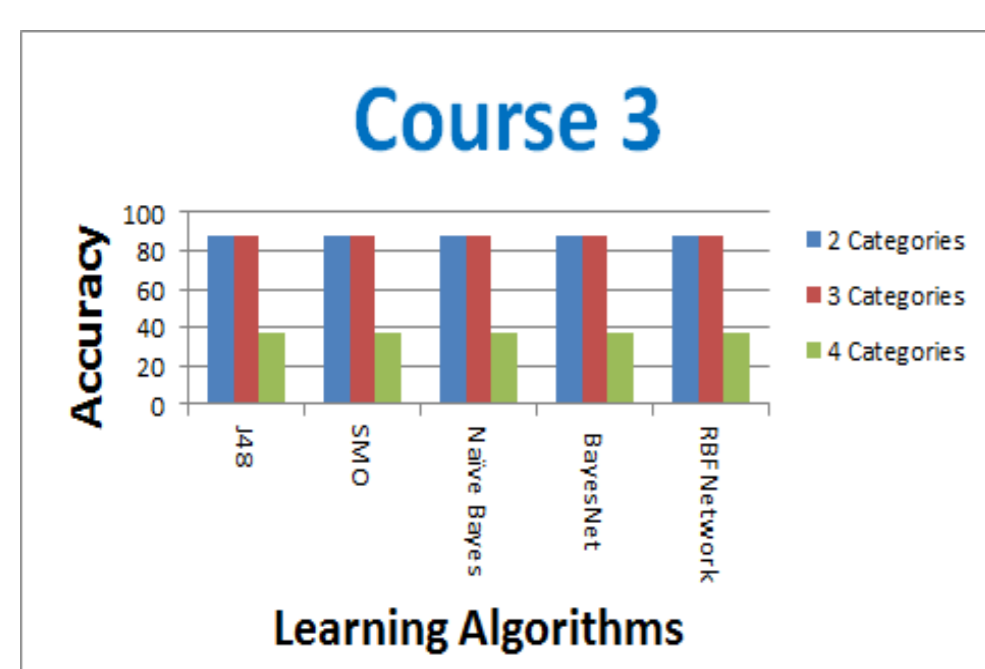 Course 3
Accuracy
100
80
60
40
20
0
J48
SMO
Naïve Bayes
BayesNet
RBFNetwork
Learning Algorithms
2 Categories
3 Categories
4 Categories